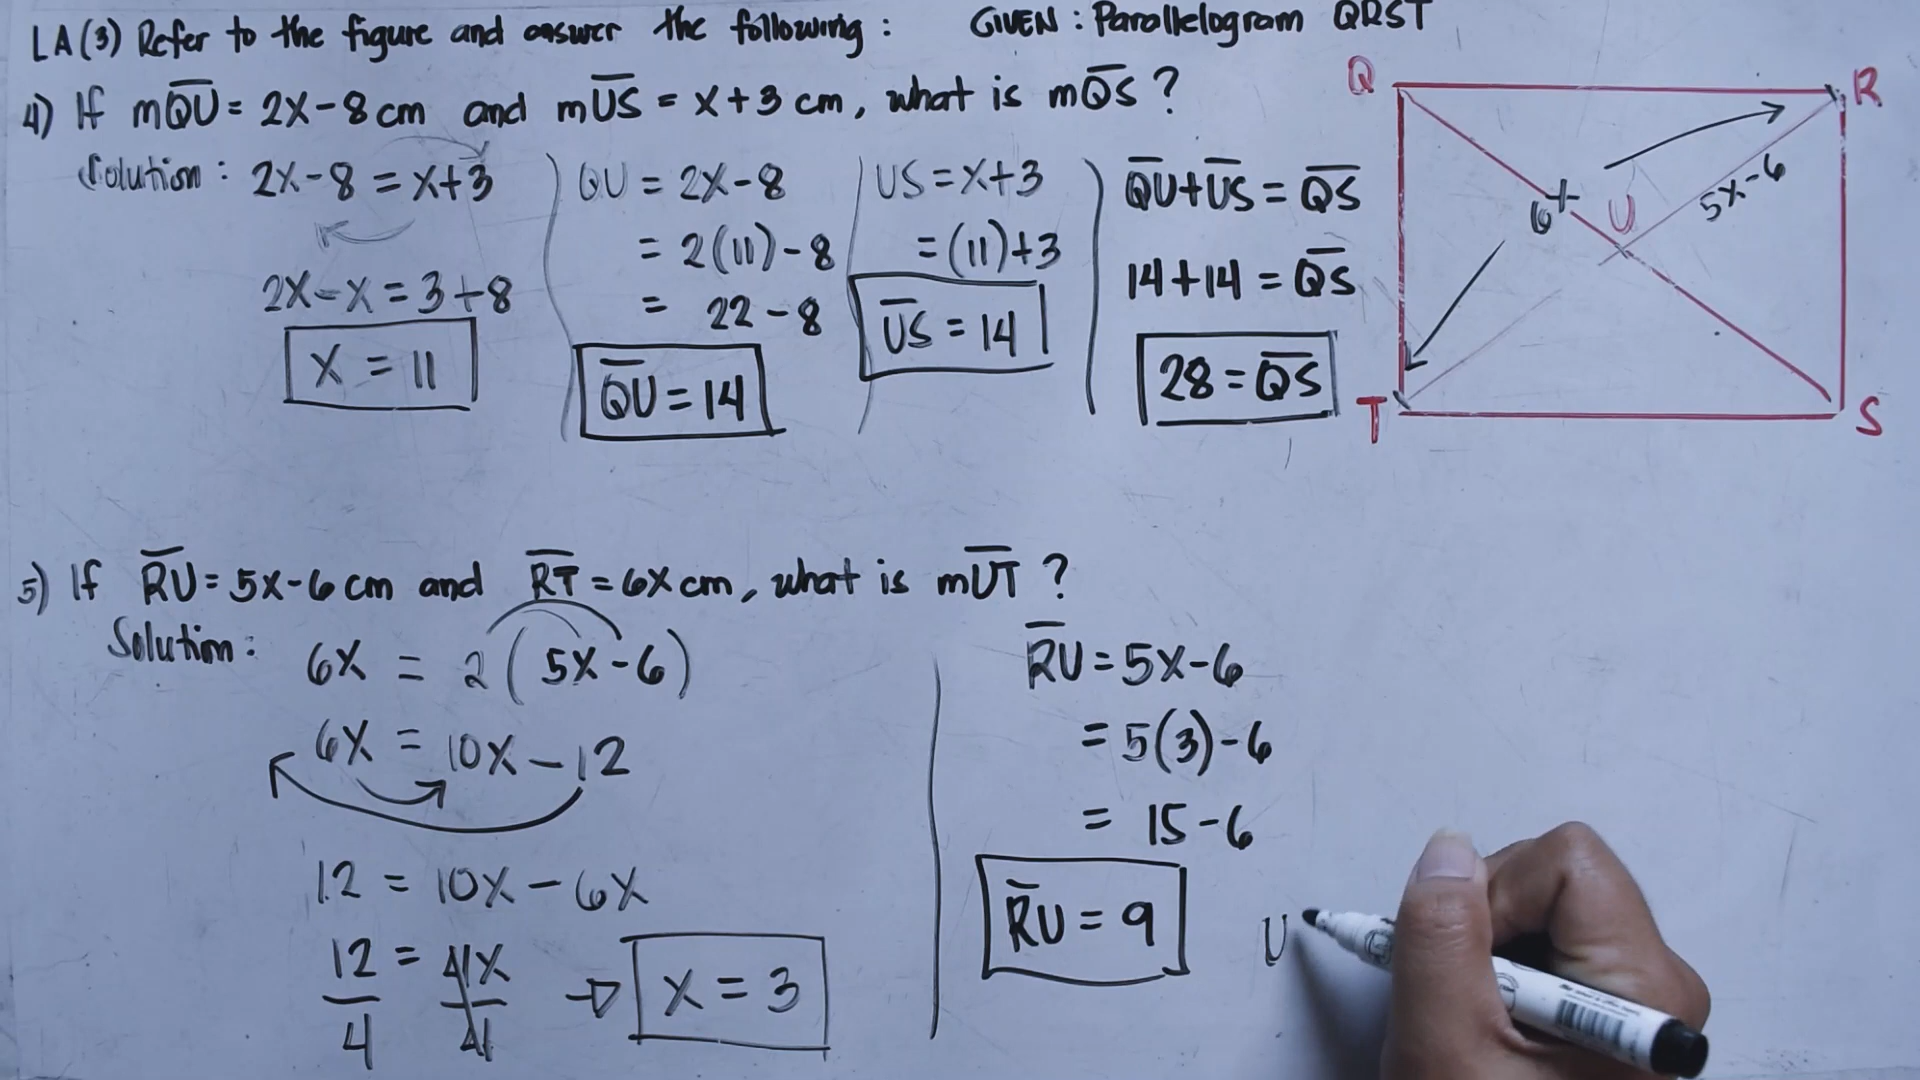 LA(3) Refer to the figure and answer the following : GIVEN : Parallelogram QRST
4) If mQU = 2x-8 cm and mUS = x+3 cm, what is mQS ?
Solution : 2x-8 = x+3
2x-x = 3+8
x = 11
QU = 2x-8
= 2(11)-8
= 22-8
QU = 14
US = x+3
= (11)+3
US = 14
QU+US = QS
14+14 = QS
28 = QS
Q
R
6x
U
5x-6
T
S
5) If RU = 5x-6 cm and RT = 6x cm, what is mUT ?
Solution :
6x = 2(5x-6)
6x = 10x-12
12 = 10x-6x
12 = 4x
4 4
x = 3
RU = 5x-6
= 5(3)-6
= 15-6
RU = 9
U